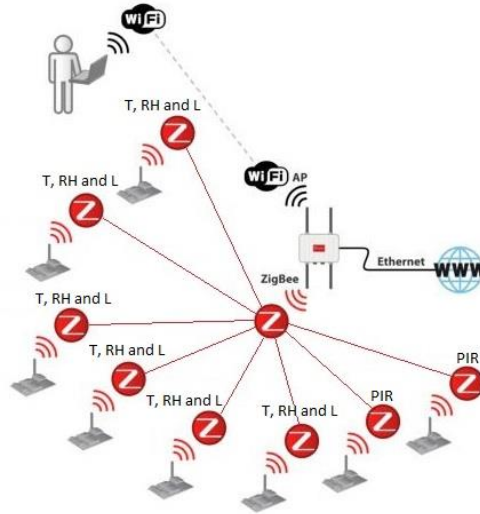 WiFi
T, RH and L
WiFi AP
T, RH and L
Ethernet
WWW
ZigBee
T, RH and L
T, RH and L
PIR
T, RH and L
T, RH and L
PIR
Z
Z
Z
Z
Z
Z
Z
Z
Z